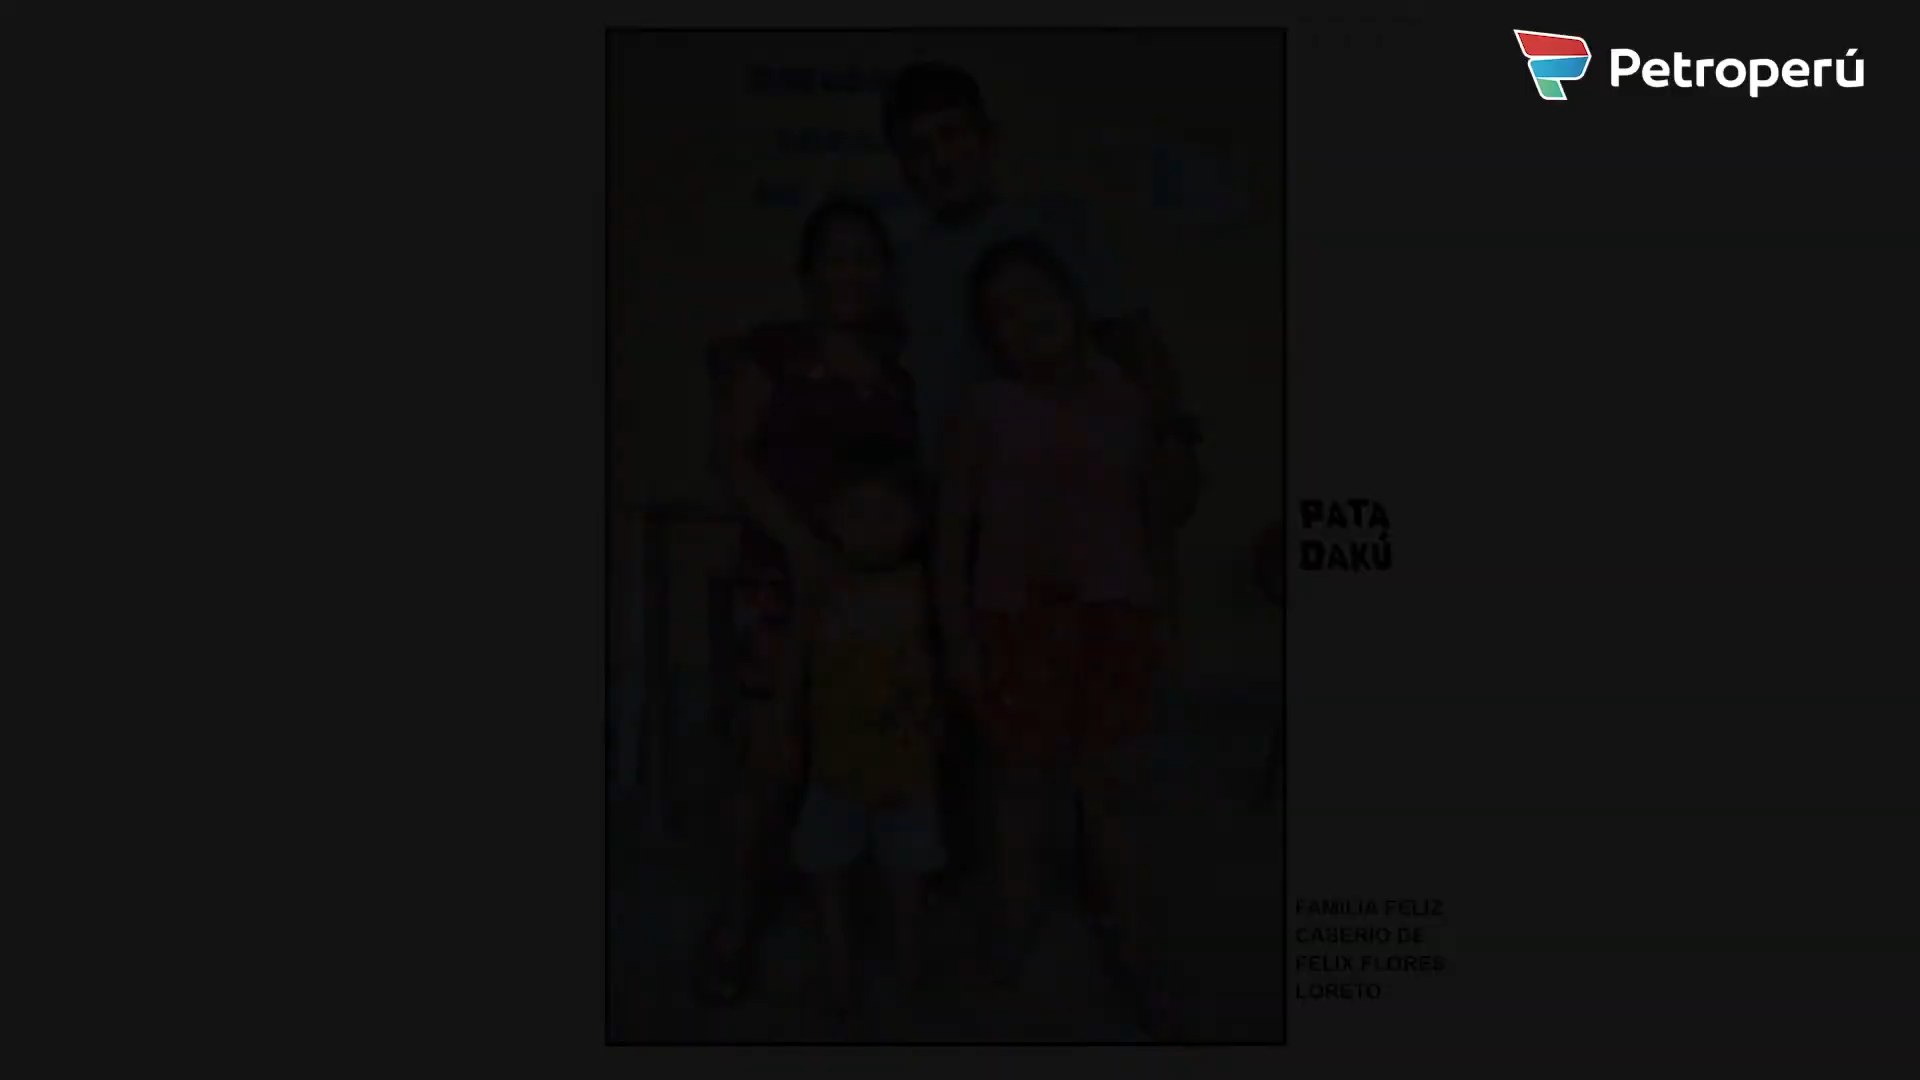 Petroperú
PATA
DAKÚ
FAMILIA FELIZ
CASERIO DE
FELIX FLORES
LORETO